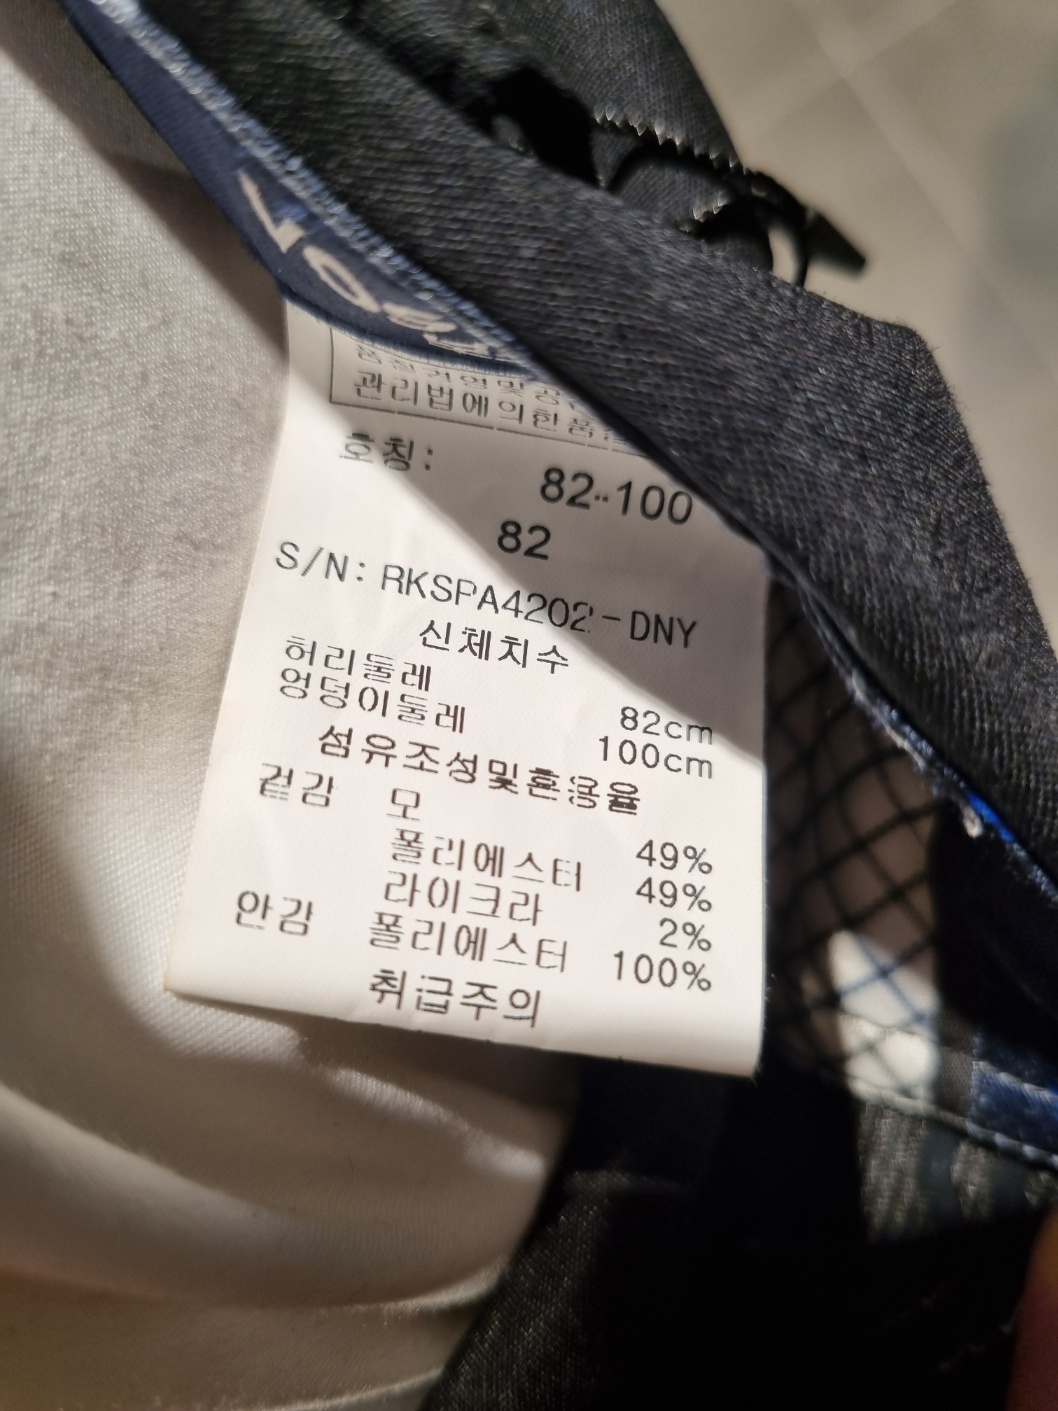 관리법에의한품
호칭: 82-100
82
S/N: RKSPA4202-DNY
신체치수
허리둘레 82cm
엉덩이둘레 100cm
섬유조성및혼용율
겉감 모 49%
폴리에스터 49%
라이크라 2%
안감 폴리에스터 100%
취급주의